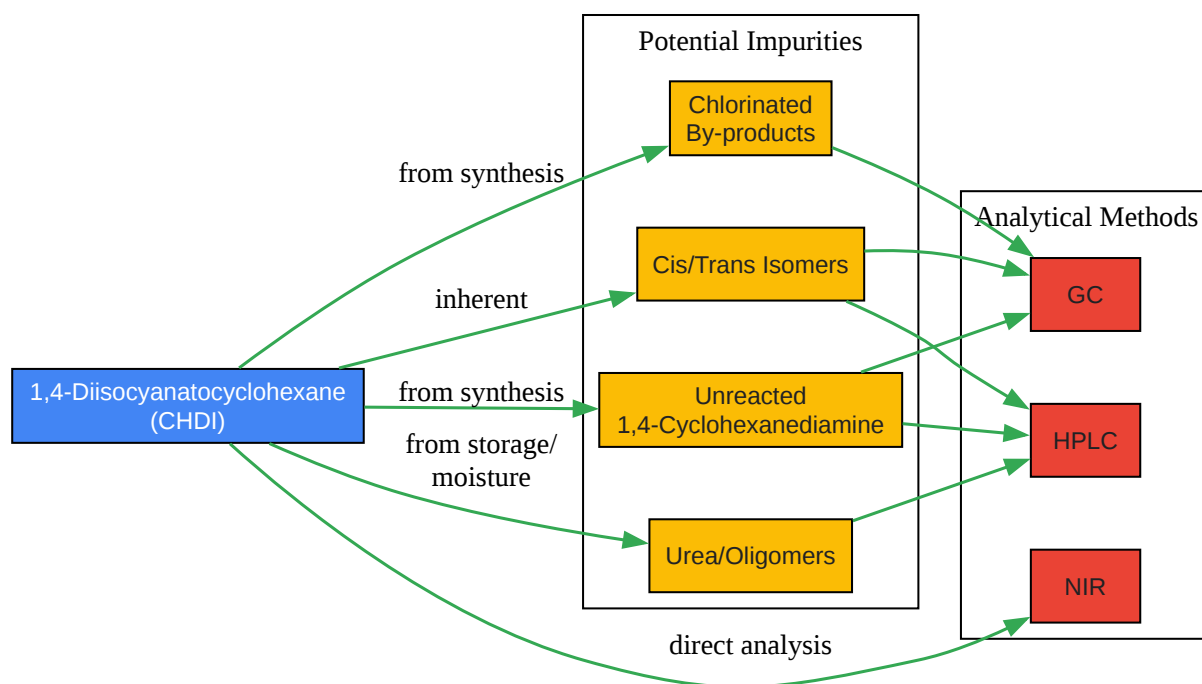 Potential Impurities
Chlorinated
By-products
from synthesis
Analytical Methods
Cis/Trans Isomers
inherent
GC
1,4-Diisocyanatocyclohexane
(CHDI)
from synthesis
Unreacted
1,4-Cyclohexanediamine
HPLC
from storage/
moisture
Urea/Oligomers
NIR
direct analysis